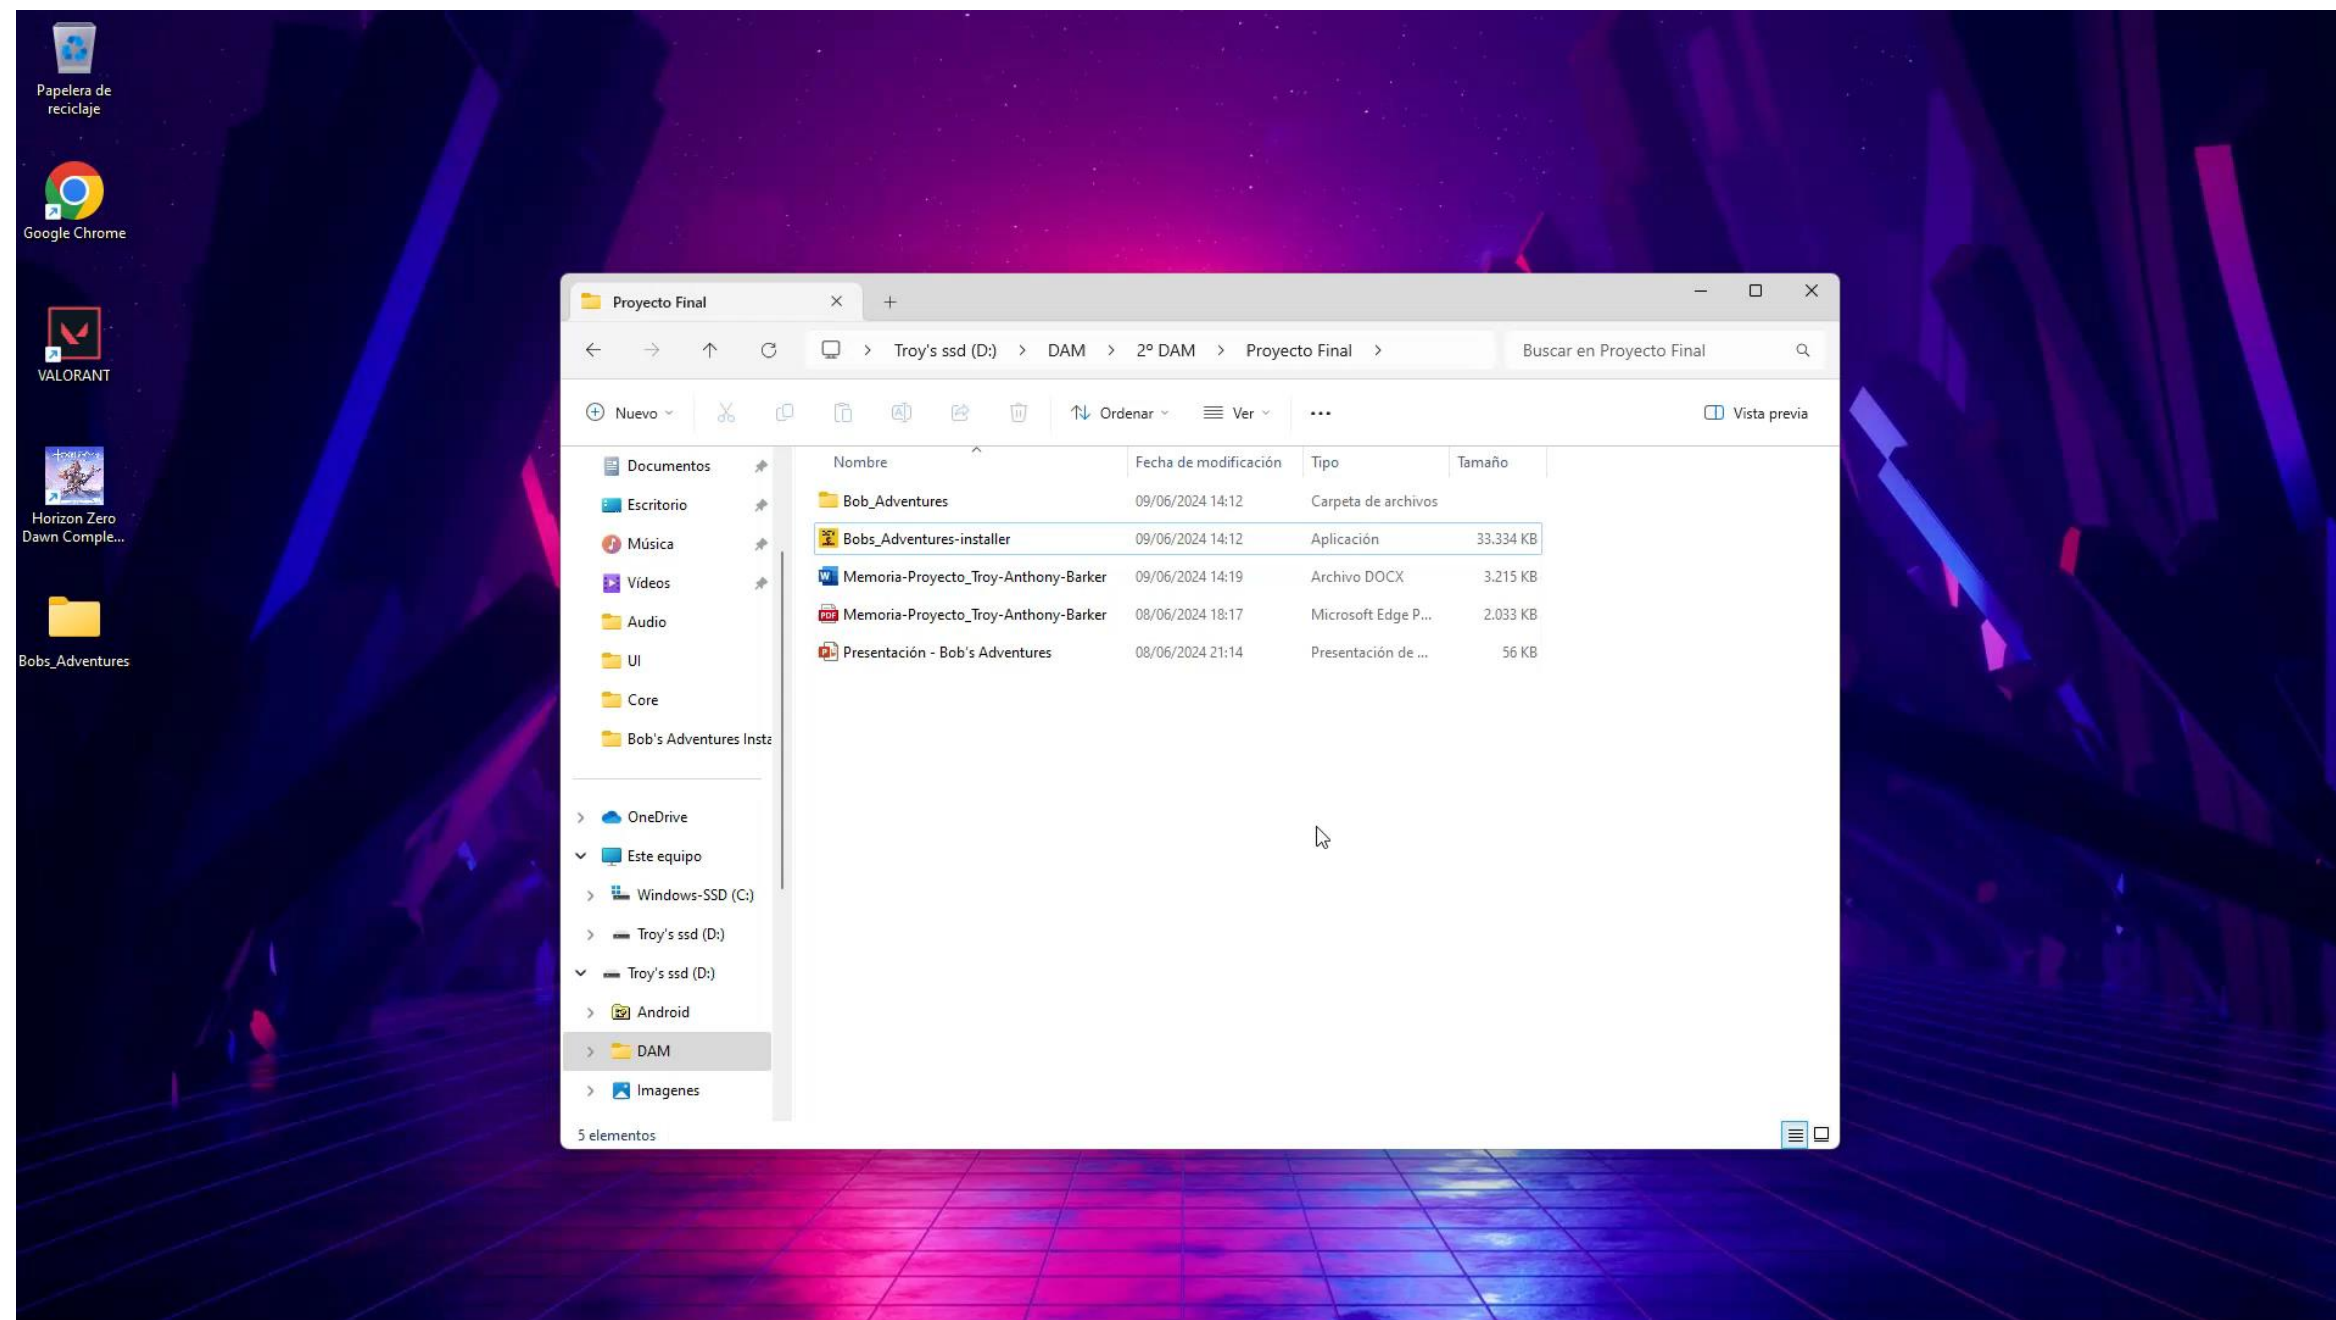 Papelera de
reciclaje
Google Chrome
VALORANT
Horizon Zero
Dawn Comple...
Bobs_Adventures
Proyecto Final
Troy's ssd (D:) > DAM > 2º DAM > Proyecto Final >
Buscar en Proyecto Final
Nuevo
Ordenar
Ver
Vista previa
Documentos
Escritorio
Música
Vídeos
Audio
UI
Core
Bob's Adventures Insta
OneDrive
Este equipo
Windows-SSD (C:)
Troy's ssd (D:)
Troy's ssd (D:)
Android
DAM
Imagenes
Nombre Fecha de modificación Tipo Tamaño
Bob_Adventures 09/06/2024 14:12 Carpeta de archivos
Bobs_Adventures-installer 09/06/2024 14:12 Aplicación 33.334 KB
Memoria-Proyecto_Troy-Anthony-Barker 09/06/2024 14:19 Archivo DOCX 3.215 KB
PDF Memoria-Proyecto_Troy-Anthony-Barker 08/06/2024 18:17 Microsoft Edge P... 2.033 KB
Presentación - Bob's Adventures 08/06/2024 21:14 Presentación de ... 56 KB
5 elementos